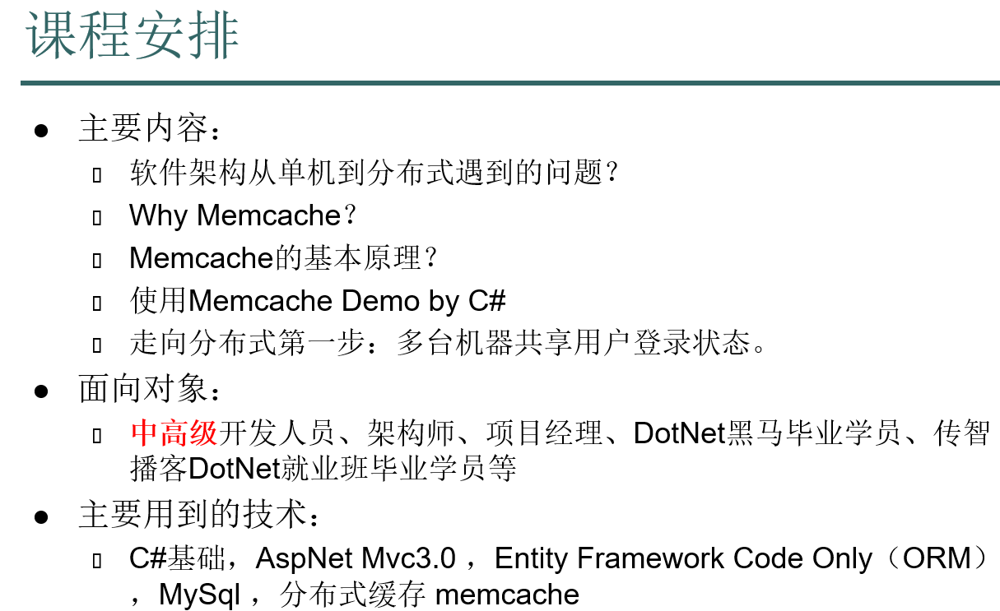 课程安排
主要内容：
软件架构从单机到分布式遇到的问题？
Why Memcache？
Memcache的基本原理？
使用Memcache Demo by C#
走向分布式第一步：多台机器共享用户登录状态。
面向对象：
中高级开发人员、架构师、项目经理、DotNet黑马毕业学员、传智
播客DotNet就业班毕业学员等
主要用到的技术：
C#基础，AspNet Mvc3.0 ，Entity Framework Code Only（ORM）
，MySql ，分布式缓存 memcache